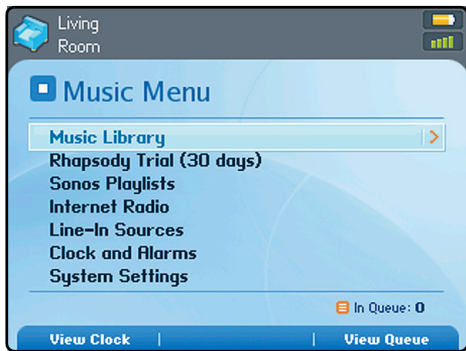 Living
Room
Music Menu
Music Library
Rhapsody Trial (30 days)
Sonos Playlists
Internet Radio
Line-In Sources
Clock and Alarms
System Settings
In Queue: 0
View Clock
View Queue